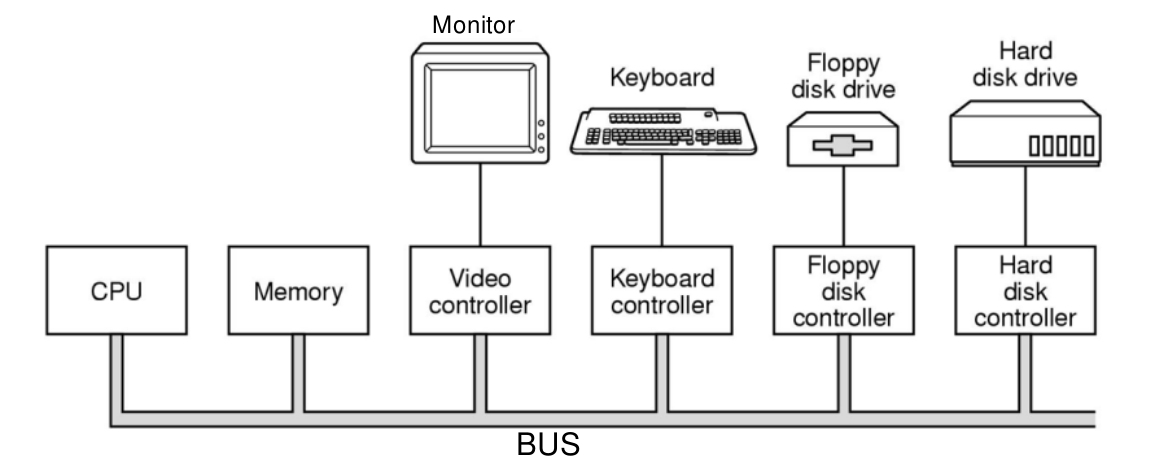 Monitor
Keyboard
Floppy
disk drive
Hard
disk drive
CPU
Memory
Video
controller
Keyboard
controller
Floppy
disk
controller
Hard
disk
controller
BUS